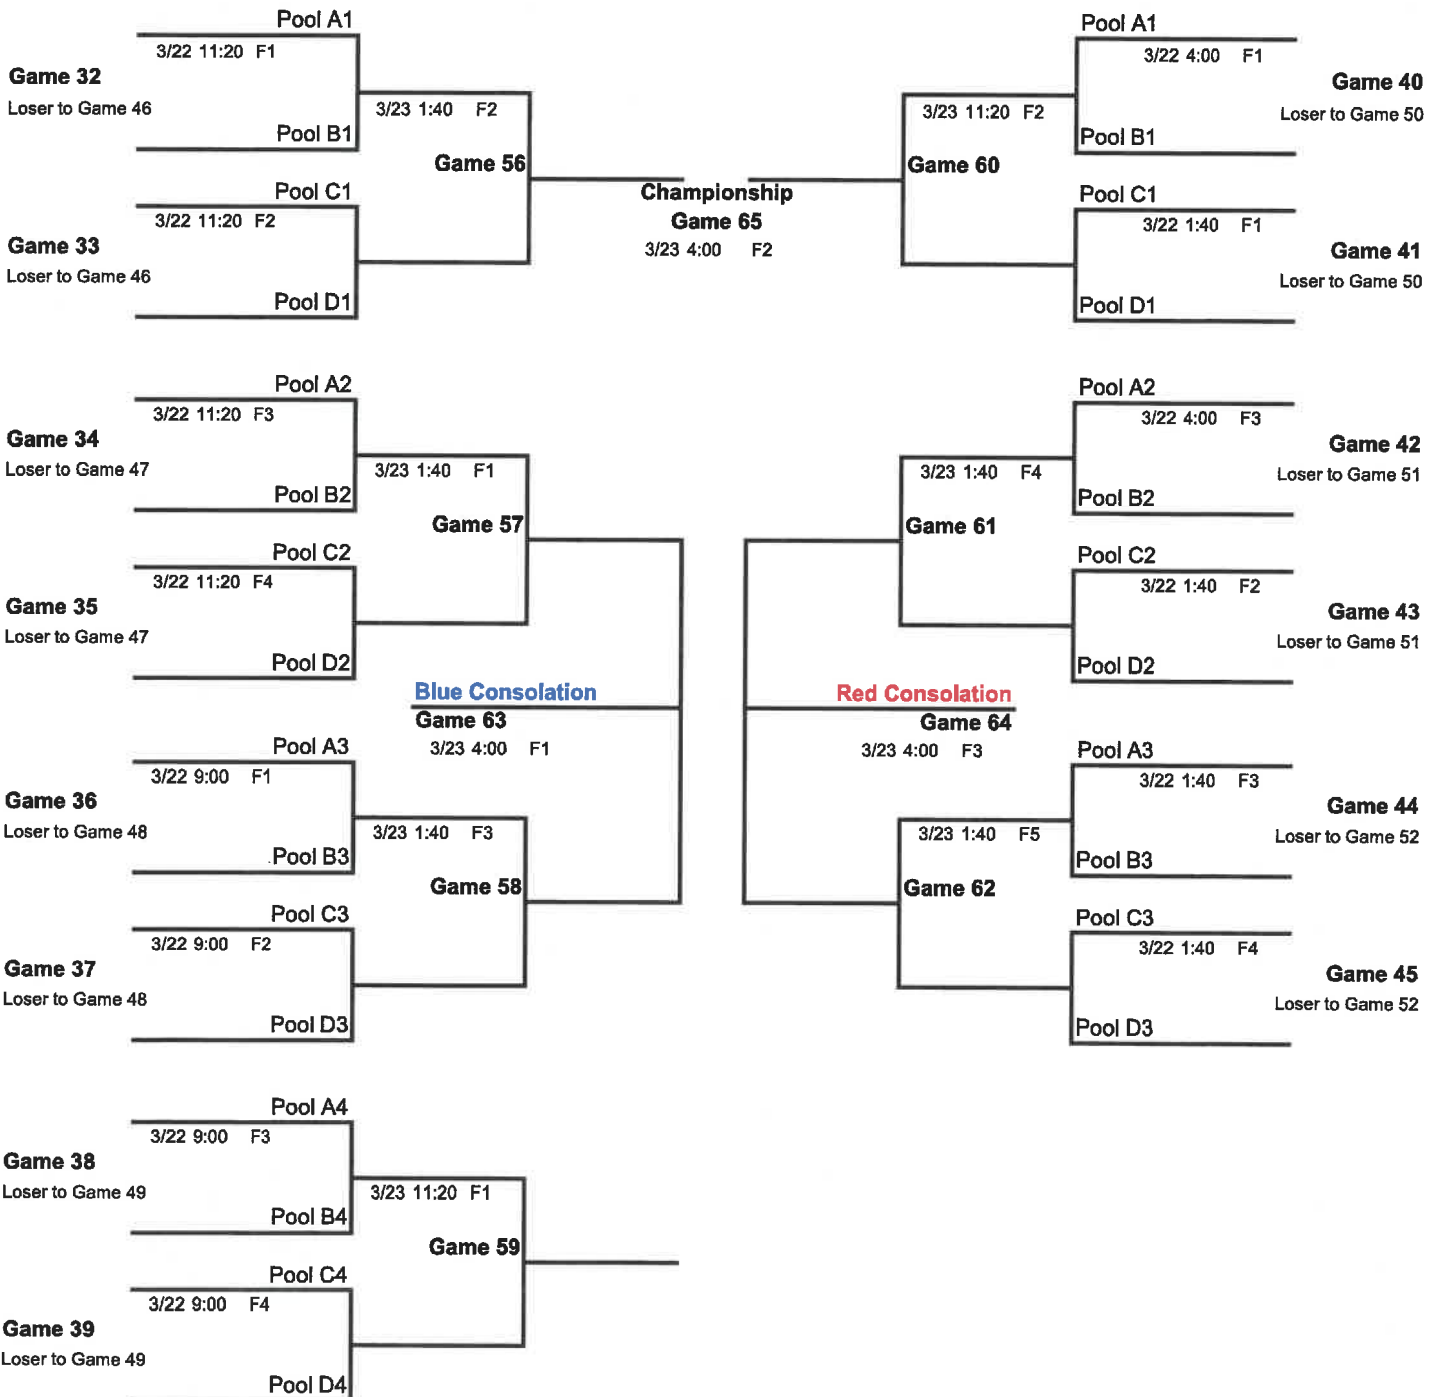 Pool A1
3/22 11:20 F1
Game 32
Loser to Game 46
Pool B1
3/23 1:40 F2
Game 56
Pool C1
3/22 11:20 F2
Game 33
Loser to Game 46
Pool D1
Championship
Game 65
3/23 4:00 F2
Pool A1
3/22 4:00 F1
Game 40
Loser to Game 50
Pool B1
3/23 11:20 F2
Game 60
Pool C1
3/22 1:40 F1
Game 41
Loser to Game 50
Pool D1
Pool A2
3/22 11:20 F3
Game 34
Loser to Game 47
Pool B2
3/23 1:40 F1
Game 57
Pool C2
3/22 11:20 F4
Game 35
Loser to Game 47
Pool D2
Pool A2
3/22 4:00 F3
Game 42
Loser to Game 51
Pool B2
3/23 1:40 F4
Game 61
Pool C2
3/22 1:40 F2
Game 43
Loser to Game 51
Pool D2
Blue Consolation
Game 63
3/23 4:00 F1
Red Consolation
Game 64
3/23 4:00 F3
Pool A3
3/22 9:00 F1
Game 36
Loser to Game 48
Pool B3
3/23 1:40 F3
Game 58
Pool C3
3/22 9:00 F2
Game 37
Loser to Game 48
Pool D3
Pool A3
3/22 1:40 F3
Game 44
Loser to Game 52
Pool B3
3/23 1:40 F5
Game 62
Pool C3
3/22 1:40 F4
Game 45
Loser to Game 52
Pool D3
Pool A4
3/22 9:00 F3
Game 38
Loser to Game 49
Pool B4
3/23 11:20 F1
Game 59
Pool C4
3/22 9:00 F4
Game 39
Loser to Game 49
Pool D4